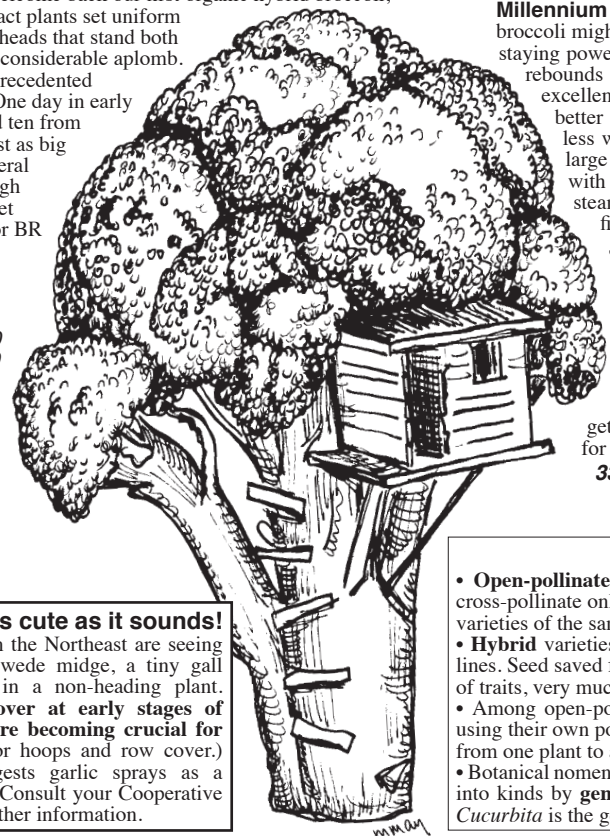 organic hybrid broccoli,
act plants set uniform
heads that stand both
considerable aplomb.
recedented
One day in early
ten from
st as big
eral
gh
et
or BR
Millennium
broccoli migh
staying powe
rebounds
excellen
better
less w
large
with
stea
fi
get
for
s cute as it sounds!
n the Northeast are seeing
wede midge, a tiny gall
in a non-heading plant.
over at early stages of
re becoming crucial for
or hoops and row cover.)
gests garlic sprays as a
Consult your Cooperative
ther information.
• Open-pollinate
cross-pollinate onl
varieties of the sa
• Hybrid varieties
lines. Seed saved
of traits, very muc
• Among open-po
using their own po
from one plant to
• Botanical nomen
into kinds by gen
Cucurbita is the g
mmay